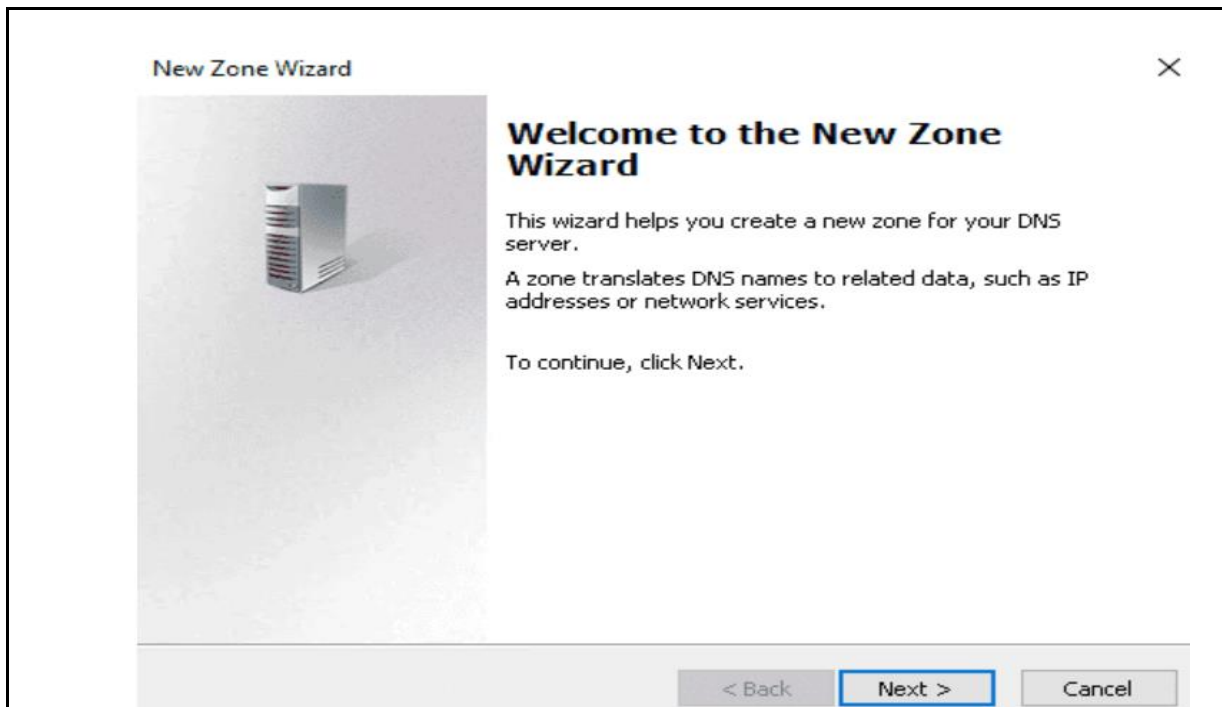 New Zone Wizard
Welcome to the New Zone
Wizard
This wizard helps you create a new zone for your DNS
server.
A zone translates DNS names to related data, such as IP
addresses or network services.
To continue, click Next.
< Back Next > Cancel